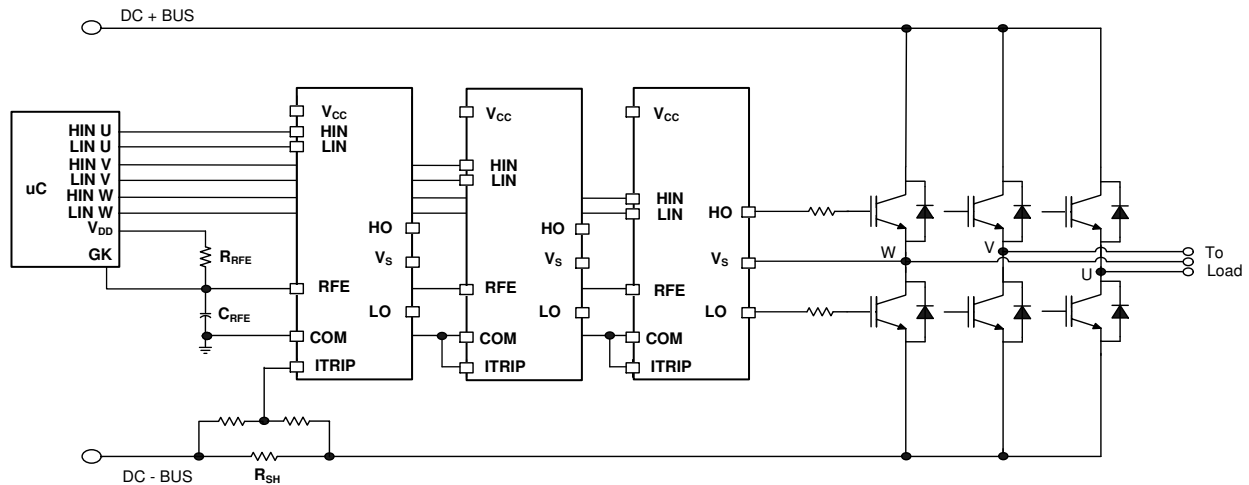 DC + BUS
uC
HIN U
LIN U
HIN V
LIN V
HIN W
LIN W
VDD
GK
RRFE
CRFE
VCC
HIN
LIN
HO
VS
RFE
LO
COM
ITRIP
VCC
HIN
LIN
HO
VS
RFE
LO
COM
ITRIP
VCC
HIN
LIN
HO
VS
RFE
LO
COM
ITRIP
W
V
U
To
Load
DC - BUS
RSH